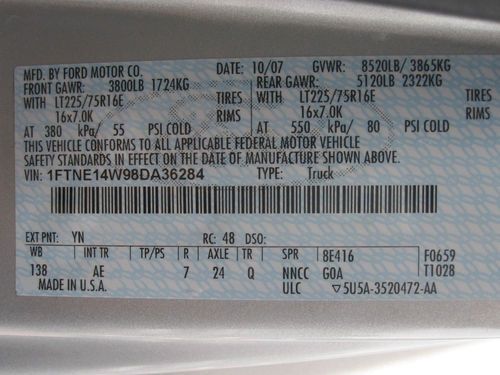 MFD. BY FORD MOTOR CO.
DATE: 10/07 GVWR: 8520LB/ 3865KG
FRONT GAWR: 3800LB 1724KG REAR GAWR: 5120LB 2322KG
WITH LT225/75R16E TIRES WITH LT225/75R16E TIRES
16x7.0K RIMS 16x7.0K RIMS
AT 380 kPa/ 55 PSI COLD AT 550 kPa/ 80 PSI COLD
THIS VEHICLE CONFORMS TO ALL APPLICABLE FEDERAL MOTOR VEHICLE
SAFETY STANDARDS IN EFFECT ON THE DATE OF MANUFACTURE SHOWN ABOVE.
VIN: 1FTNE14W98DA36284 TYPE: Truck
EXT PNT: YN RC: 48 DSO:
WB INT TR TP/PS R AXLE TR SPR 8E416 F0659
138 AE 7 24 Q NNCC G0A T1028
MADE IN U.S.A. ULC ▽5U5A-3520472-AA